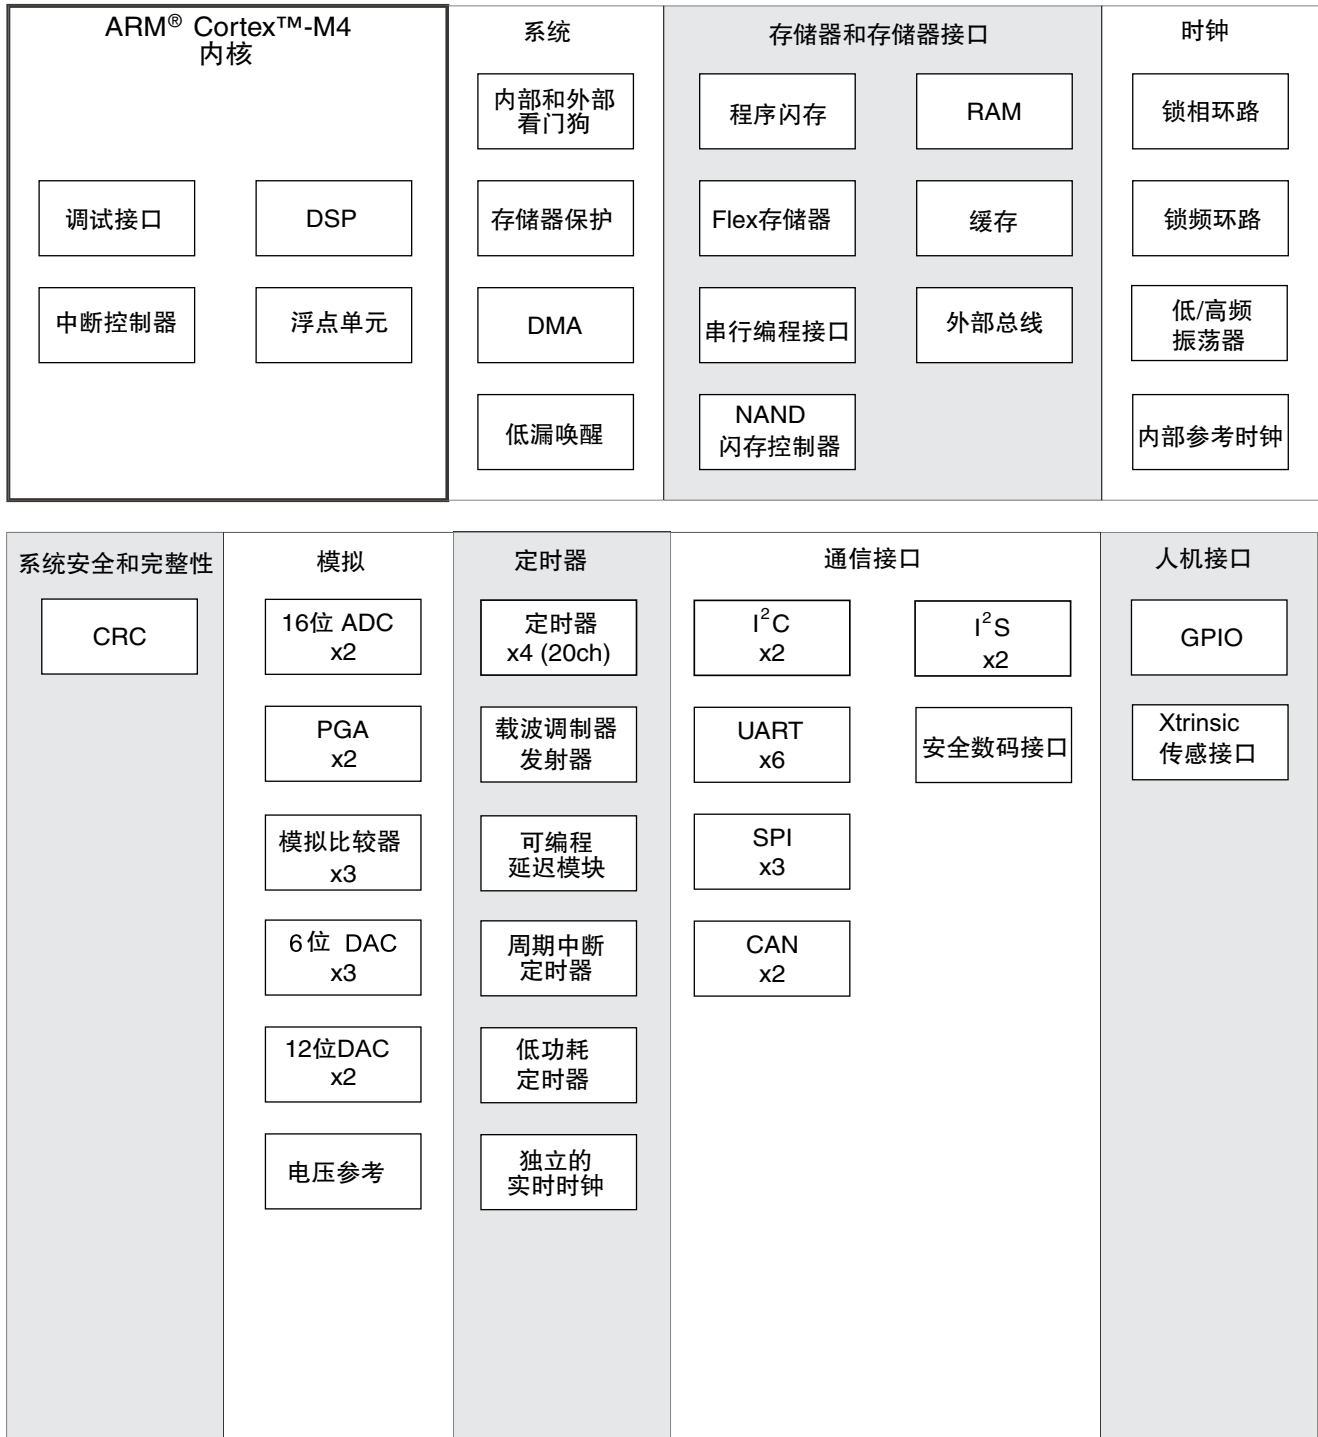 ARM® Cortex™-M4
内核
调试接口
DSP
中断控制器
浮点单元
系统
内部和外部
看门狗
存储器保护
DMA
低漏唤醒
存储器和存储器接口
程序闪存
RAM
Flex存储器
缓存
串行编程接口
外部总线
NAND
闪存控制器
时钟
锁相环路
锁频环路
低/高频
振荡器
内部参考时钟
系统安全和完整性
CRC
模拟
16位 ADC
x2
PGA
x2
模拟比较器
x3
6位 DAC
x3
12位DAC
x2
电压参考
定时器
定时器
x4 (20ch)
载波调制器
发射器
可编程
延迟模块
周期中断
定时器
低功耗
定时器
独立的
实时时钟
通信接口
I²C
x2
I²S
x2
UART
x6
安全数码接口
SPI
x3
CAN
x2
人机接口
GPIO
Xtrinsic
传感接口